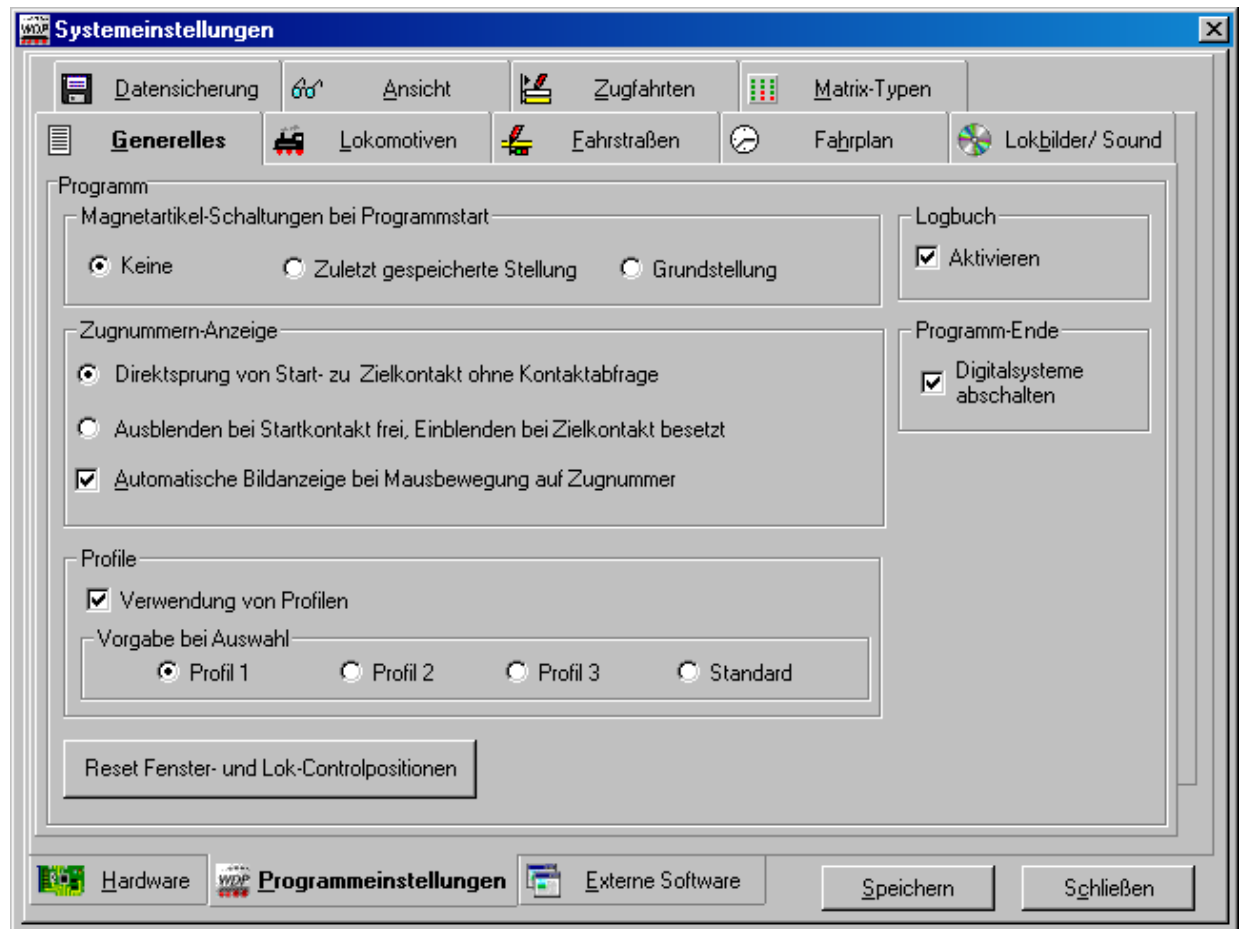 WDP Systemeinstellungen
Datensicherung Ansicht Zugfahrten Matrix-Typen
Generelles Lokomotiven Fahrstraßen Fahrplan Lokbilder/ Sound
Programm
Magnetartikel-Schaltungen bei Programmstart
Keine Zuletzt gespeicherte Stellung Grundstellung
Logbuch
Aktivieren
Zugnummern-Anzeige
Direktsprung von Start- zu Zielkontakt ohne Kontaktabfrage
Ausblenden bei Startkontakt frei, Einblenden bei Zielkontakt besetzt
Automatische Bildanzeige bei Mausbewegung auf Zugnummer
Programm-Ende
Digitalsysteme
abschalten
Profile
Verwendung von Profilen
Vorgabe bei Auswahl
Profil 1 Profil 2 Profil 3 Standard
Reset Fenster- und Lok-Controlpositionen
Hardware WDP Programmeinstellungen Externe Software
Speichern Schließen